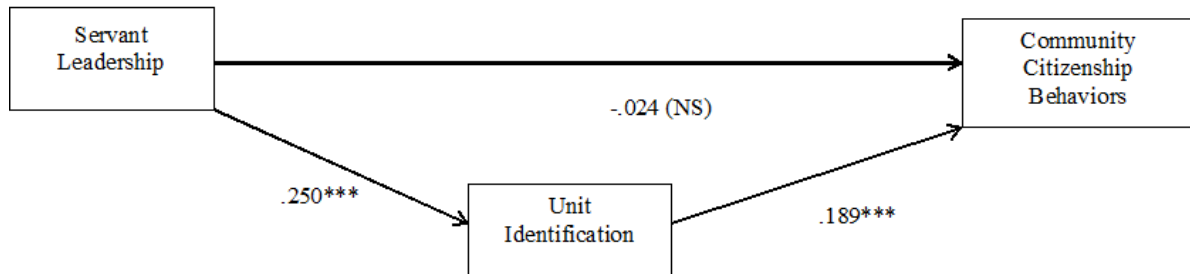 Servant
Leadership
Community
Citizenship
Behaviors
-.024 (NS)
.250***
Unit
Identification
.189***